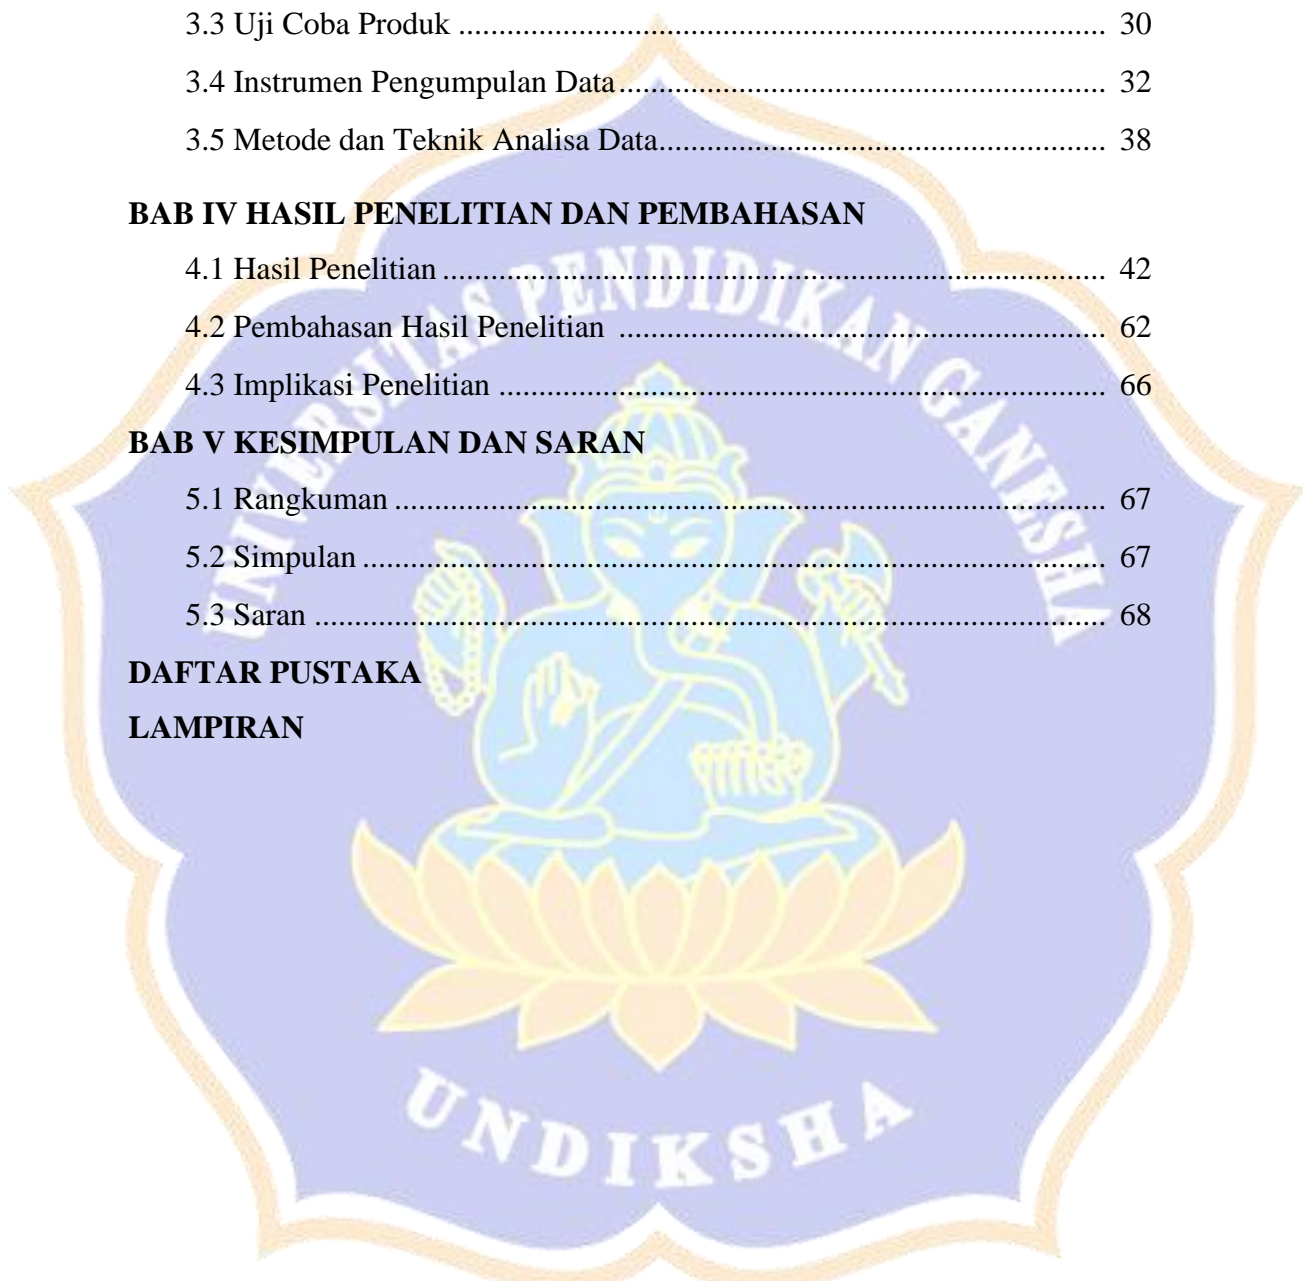 3.3 Uji Coba Produk ................................................................................ 30
3.4 Instrumen Pengumpulan Data ............................................................ 32
3.5 Metode dan Teknik Analisa Data ....................................................... 38
BAB IV HASIL PENELITIAN DAN PEMBAHASAN
4.1 Hasil Penelitian .................................................................................. 42
4.2 Pembahasan Hasil Penelitian ............................................................ 62
4.3 Implikasi Penelitian ........................................................................... 66
BAB V KESIMPULAN DAN SARAN
5.1 Rangkuman ........................................................................................ 67
5.2 Simpulan ............................................................................................ 67
5.3 Saran .................................................................................................. 68
DAFTAR PUSTAKA
LAMPIRAN
UNIVERSITAS PENDIDIKAN GANESHA
UNDIKSHA